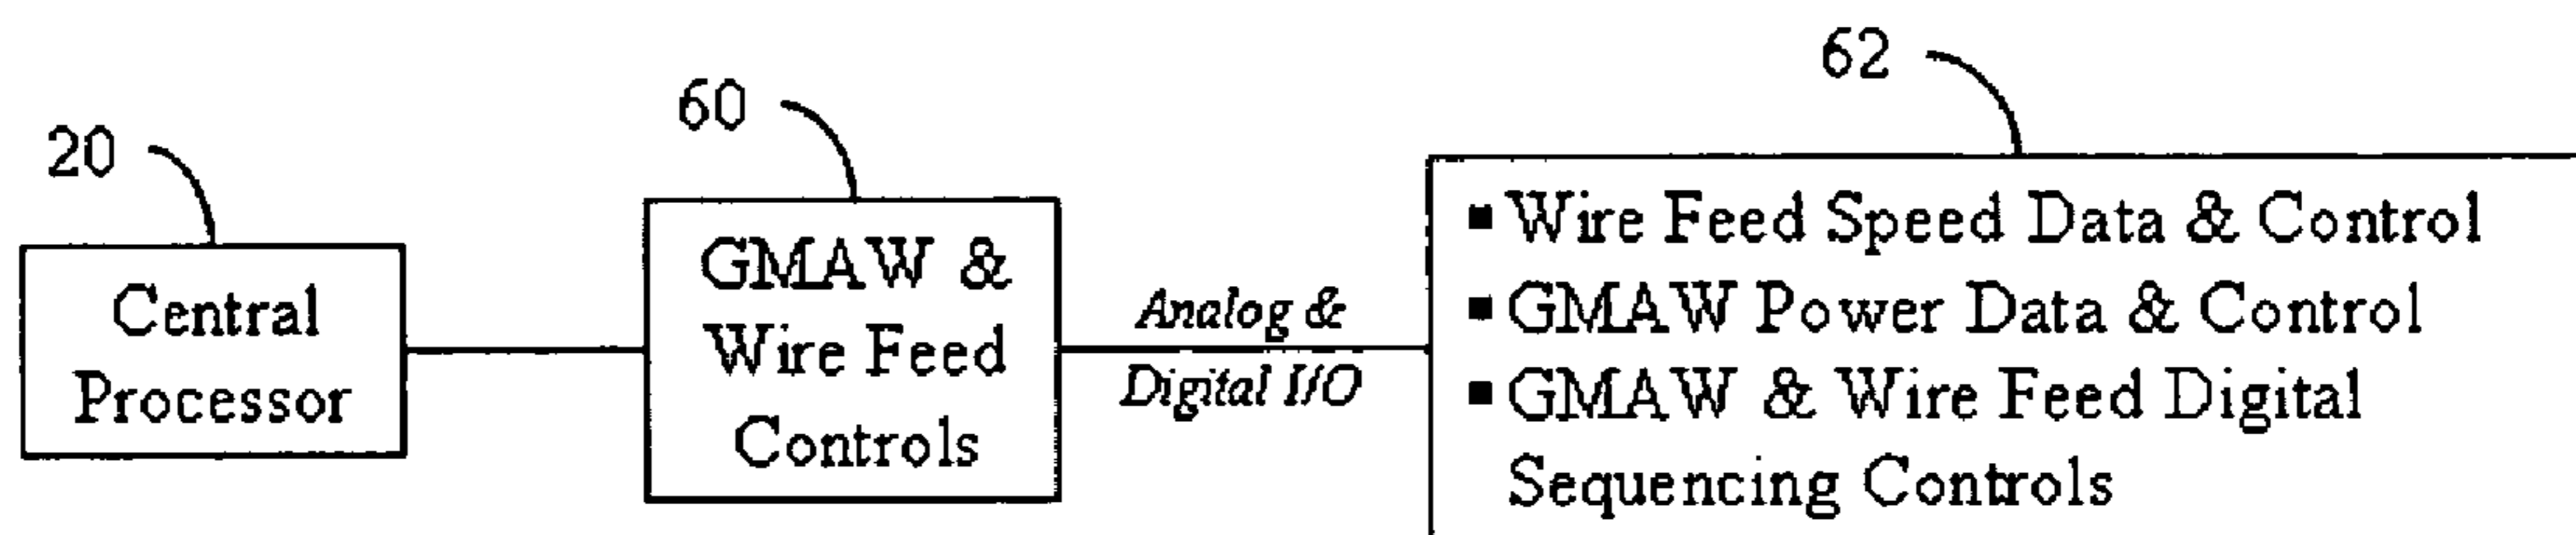 20
Central
Processor
60
GMAW &
Wire Feed
Controls
Analog &
Digital I/O
62
▪ Wire Feed Speed Data & Control
▪ GMAW Power Data & Control
▪ GMAW & Wire Feed Digital
Sequencing Controls